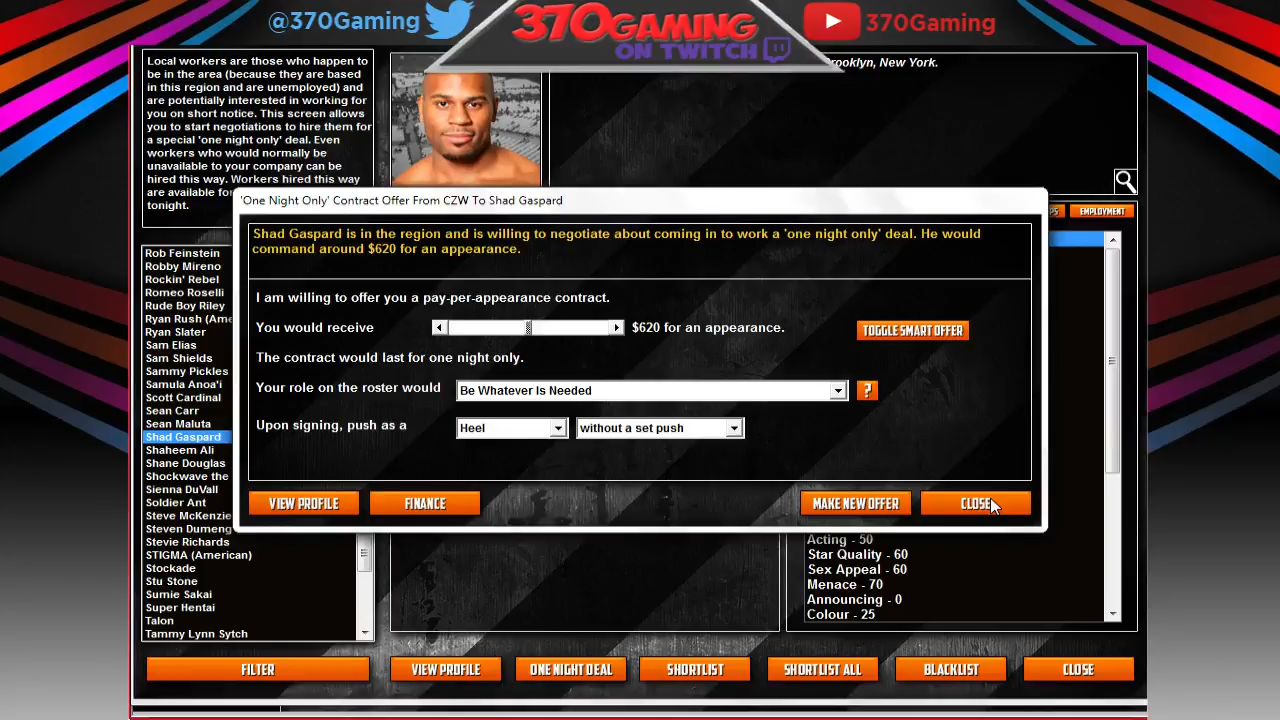 @370Gaming
370GAMING
ON TWITCH
370Gaming
Local workers are those who happen to
be in the area (because they are based
in this region and are unemployed) and
are potentially interested in working for
you on short notice. This screen allows
you to start negotiations to hire them for
a special 'one night only' deal. Even
workers who would normally be
unavailable to your company can be
hired this way. Workers hired this way
are available for
tonight.
rooklyn, New York.
PS
EMPLOYMENT
'One Night Only' Contract Offer From CZW To Shad Gaspard
Shad Gaspard is in the region and is willing to negotiate about coming in to work a 'one night only' deal. He would
command around $620 for an appearance.
I am willing to offer you a pay-per-appearance contract.
You would receive
$620 for an appearance.
TOGGLE SMART OFFER
The contract would last for one night only.
Your role on the roster would
Be Whatever Is Needed
?
Upon signing, push as a
Heel
without a set push
VIEW PROFILE
FINANCE
MAKE NEW OFFER
CLOSE
Rob Feinstein
Robby Mireno
Rockin' Rebel
Romeo Roselli
Rude Boy Riley
Ryan Rush (Ame
Ryan Slater
Sam Elias
Sam Shields
Sammy Pickles
Samula Anoa'i
Scott Cardinal
Sean Carr
Sean Maluta
Shad Gaspard
Shaheem Ali
Shane Douglas
Shockwave the
Sienna DuVall
Soldier Ant
Steve McKenzie
Steven Dumeng
Stevie Richards
STIGMA (American)
Stockade
Stu Stone
Sumie Sakai
Super Hentai
Talon
Tammy Lynn Sytch
Acting - 50
Star Quality - 60
Sex Appeal - 60
Menace - 70
Announcing - 0
Colour - 25
FILTER
VIEW PROFILE
ONE NIGHT DEAL
SHORTLIST
SHORTLIST ALL
BLACKLIST
CLOSE